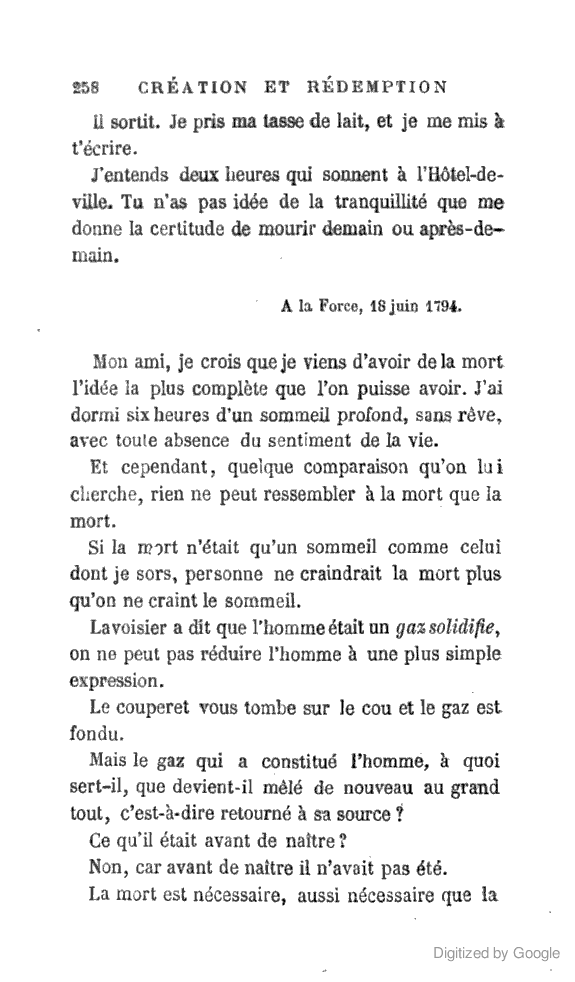 258 CRÉATION ET RÉDEMPTION
Il sortit. Je pris ma tasse de lait, et je me mis à
t'écrire.
J'entends deux heures qui sonnent à l'Hôtel-de-
ville. Tu n'as pas idée de la tranquillité que me
donne la certitude de mourir demain ou après-de-
main.
A la Force, 18 juin 1794.
Mon ami, je crois que je viens d'avoir de la mort
l'idée la plus complète que l'on puisse avoir. J'ai
dormi six heures d'un sommeil profond, sans rêve,
avec toute absence du sentiment de la vie.
Et cependant, quelque comparaison qu'on lui
cherche, rien ne peut ressembler à la mort que la
mort.
Si la mort n'était qu'un sommeil comme celui
dont je sors, personne ne craindrait la mort plus
qu'on ne craint le sommeil.
Lavoisier a dit que l'homme était un gaz solidifie,
on ne peut pas réduire l'homme à une plus simple
expression.
Le couperet vous tombe sur le cou et le gaz est
fondu.
Mais le gaz qui a constitué l'homme, à quoi
sert-il, que devient-il mêlé de nouveau au grand
tout, c'est-à-dire retourné à sa source ?
Ce qu'il était avant de naître ?
Non, car avant de naître il n'avait pas été.
La mort est nécessaire, aussi nécessaire que la
Digitized by Google